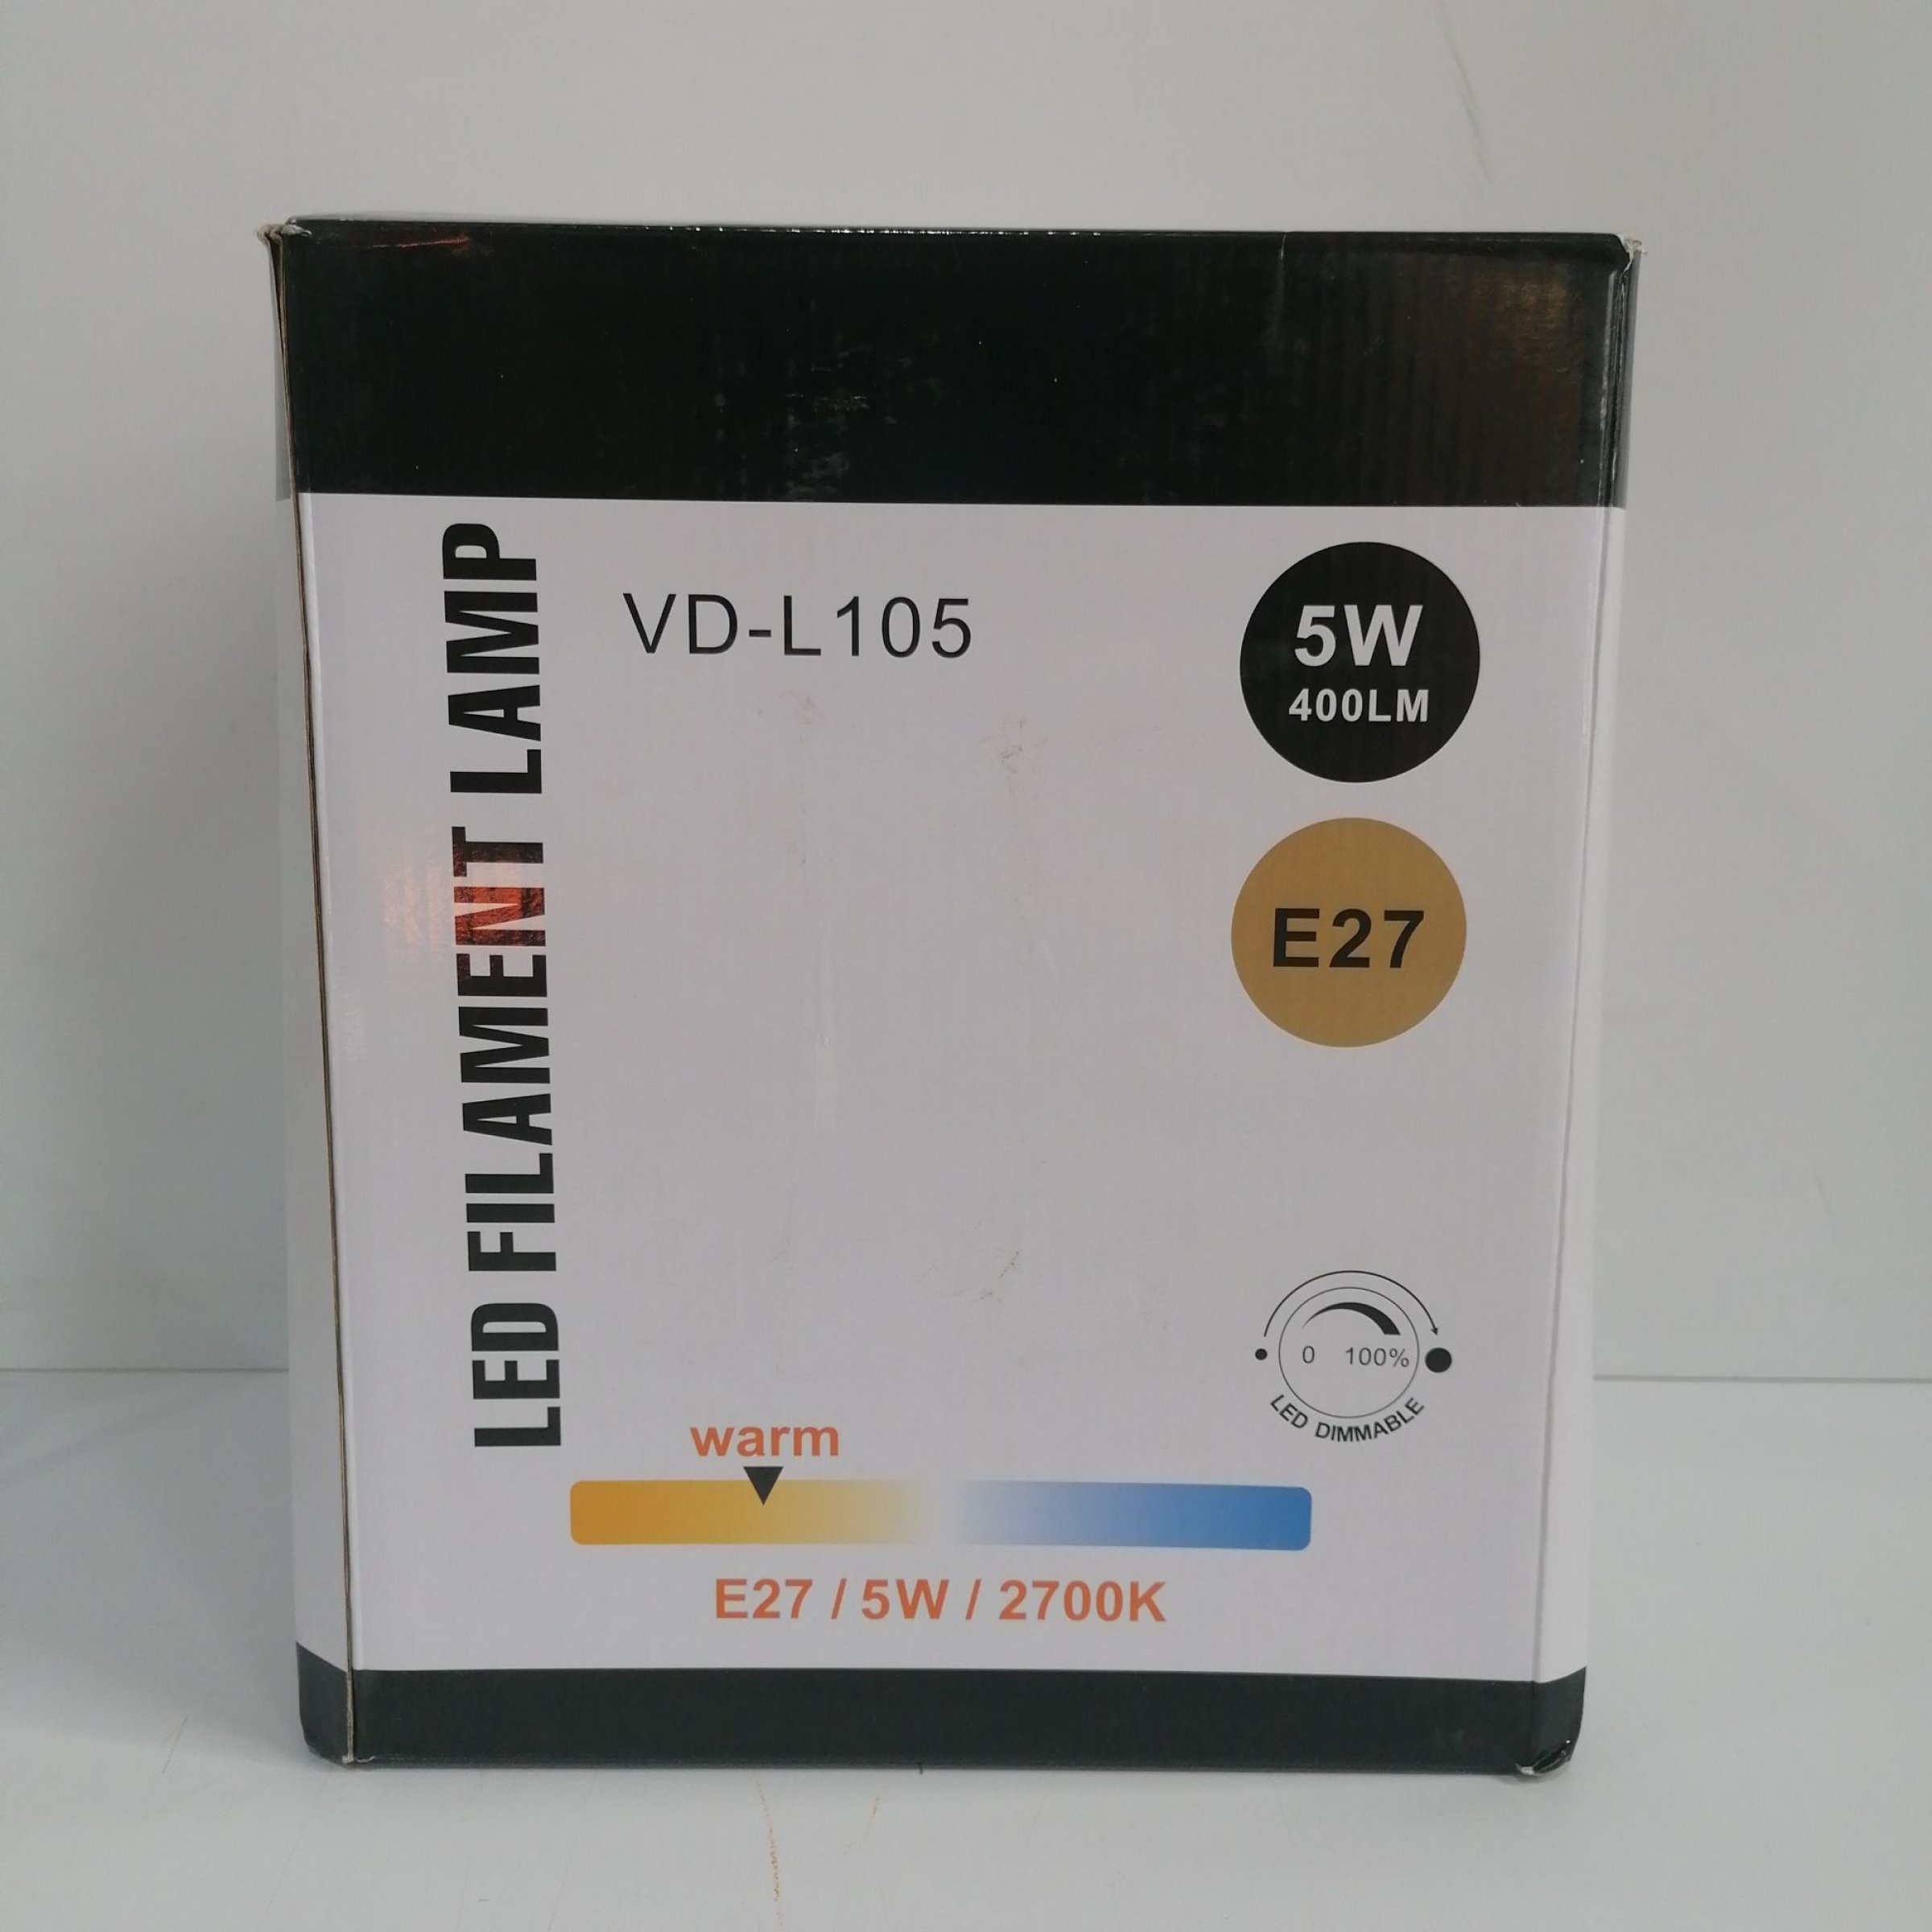 LED FILAMENT LAMP
VD-L105
5W
400LM
E27
0 100%
LED DIMMABLE
warm
E27 / 5W / 2700K